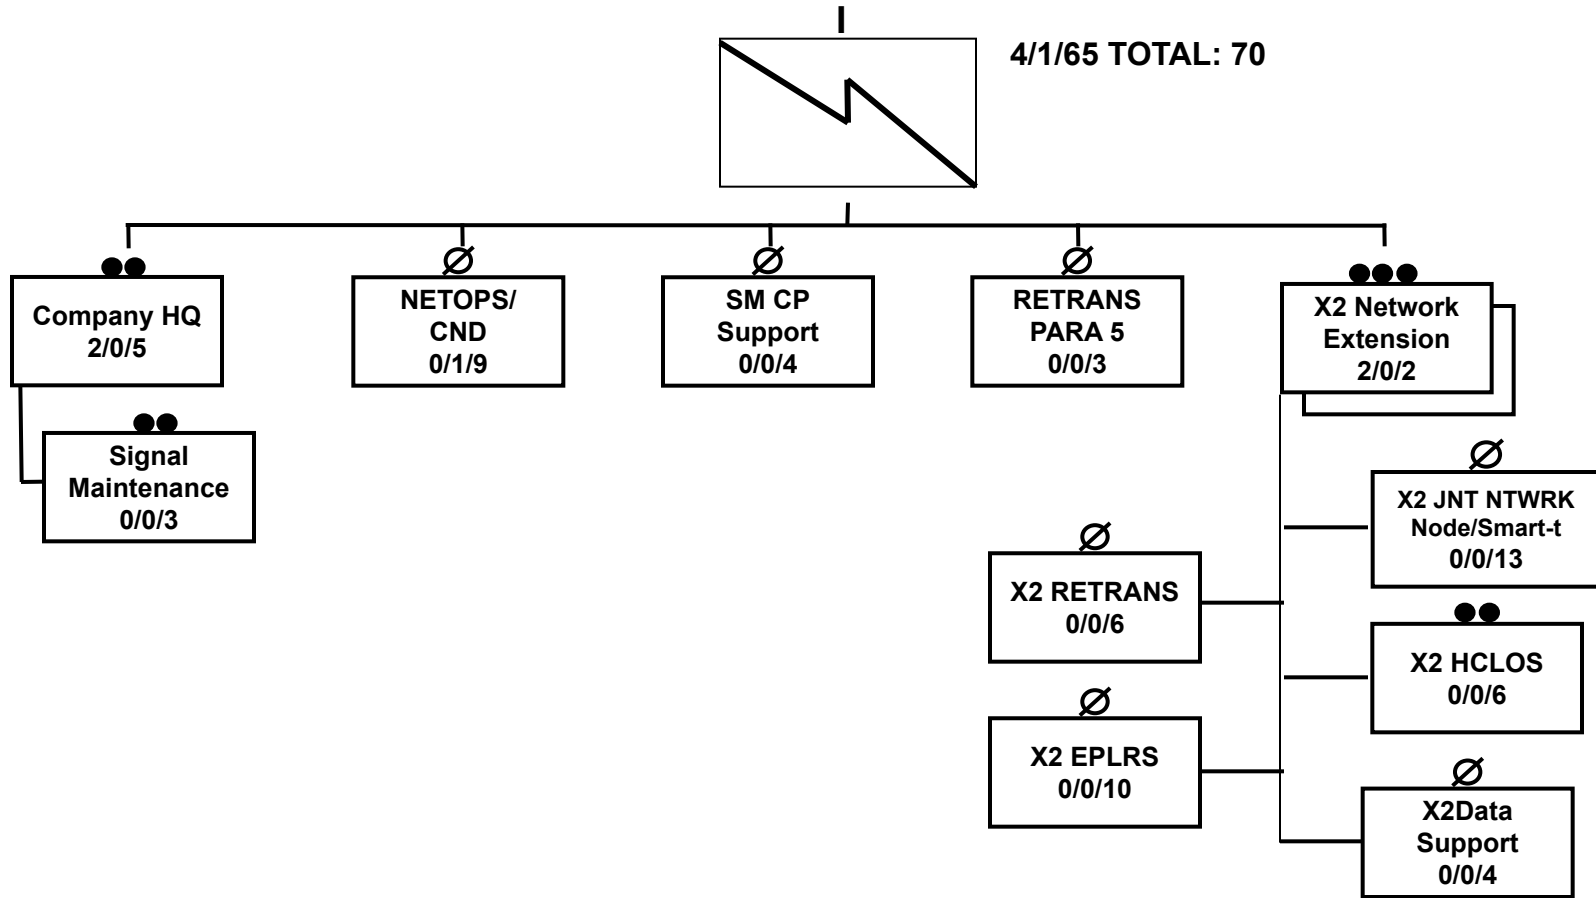 4/1/65 TOTAL: 70
Company HQ
2/0/5
NETOPS/
CND
0/1/9
SM CP
Support
0/0/4
RETRANS
PARA 5
0/0/3
X2 Network
Extension
2/0/2
Signal
Maintenance
0/0/3
X2 JNT NTWRK
Node/Smart-t
0/0/13
X2 RETRANS
0/0/6
X2 HCLOS
0/0/6
X2 EPLRS
0/0/10
X2Data
Support
0/0/4